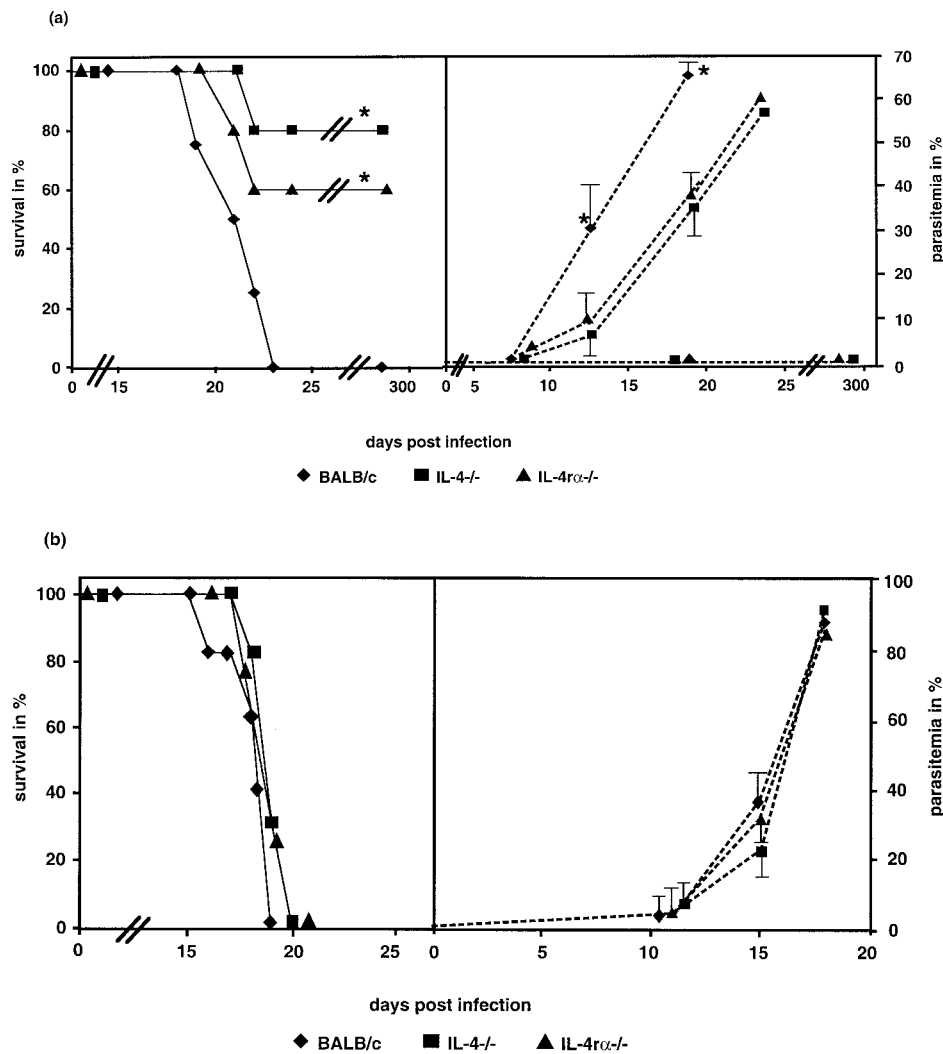 (a)
survival in %
100
80
60
40
20
0
0 15 20 25 300
*
*
*
*
70
60
50
40
30
20
10
0
parasitemia in %
0 5 10 15 20 25 300
days post infection
BALB/c IL-4-/- IL-4rα-/-
(b)
survival in %
100
80
60
40
20
0
0 15 20 25
100
80
60
40
20
0
parasitemia in %
0 5 10 15 20
days post infection
BALB/c IL-4-/- IL-4rα-/-